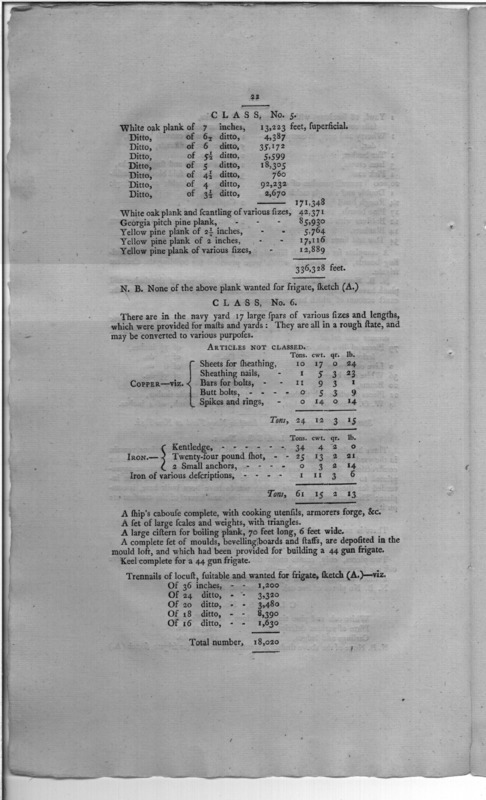 22
CLASS, No. 5.
White oak plank of 7 inches, 13,223 feet, ſuperficial.
Ditto, of 6½ ditto, 4,387
Ditto, of 6 ditto, 35,172
Ditto, of 5½ ditto, 5,599
Ditto, of 5 ditto, 18,305
Ditto, of 4½ ditto, 760
Ditto, of 4 ditto, 92,232
Ditto, of 3½ ditto, 2,670
171,348
White oak plank and ſcantling of various ſizes, 42,371
Georgia pitch pine plank, - - - 85,930
Yellow pine plank of 2½ inches, - - 5,764
Yellow pine plank of 2 inches, - - 17,116
Yellow pine plank of various ſizes, - 12,889
336,328 feet.
N. B. None of the above plank wanted for frigate, ſketch (A.)
CLASS, No. 6.
There are in the navy yard 17 large ſpars of various ſizes and lengths,
which were provided for maſts and yards : They are all in a rough ſtate, and
may be converted to various purpoſes.
ARTICLES NOT CLASSED.
Tons. cwt. qr. lb.
COPPER—viz. Sheets for ſheathing, 10 17 0 24
Sheathing nails, - 1 5 3 23
Bars for bolts, - - 11 9 3 1
Butt bolts, - - - - 0 5 3 9
Spikes and rings, - 0 14 0 14
Tons, 24 12 3 15
Tons. cwt. qr. lb.
IRON.— Kentledge, - - - - - - 34 4 2 0
Twenty-four pound ſhot, - - 25 13 2 21
2 Small anchors, - - - - 0 3 2 14
Iron of various deſcriptions, - - - - 1 11 3 6
Tons, 61 15 2 13
A ſhip's cabouſe complete, with cooking utenſils, armorers forge, &c.
A ſet of large ſcales and weights, with triangles.
A large ciſtern for boiling plank, 70 feet long, 6 feet wide.
A complete ſet of moulds, bevelling boards and ſtaffs, are depoſited in the
mould loft, and which had been provided for building a 44 gun frigate.
Keel complete for a 44 gun frigate.
Trennails of locuſt, ſuitable and wanted for frigate, ſketch (A.)—viz.
Of 36 inches, - - 1,200
Of 24 ditto, - - 3,320
Of 20 ditto, - - 3,480
Of 18 ditto, - - 8,390
Of 16 ditto, - - 1,630
Total number, 18,020